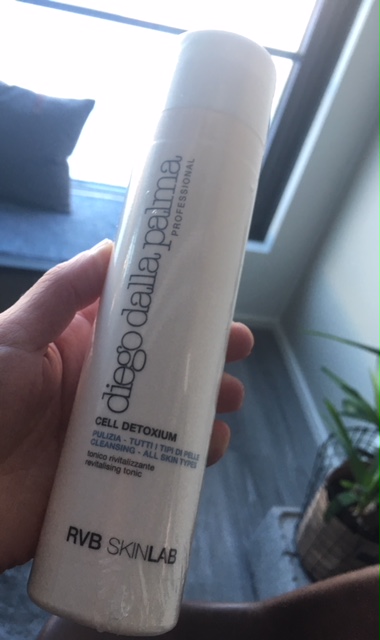 diego dalla palma
PROFESSIONAL
CELL DETOXIUM
PULIZIA - TUTTI I TIPI DI PELLE
CLEANSING - ALL SKIN TYPES
tonico rivitalizzante
revitalising tonic
RVB SKINLAB